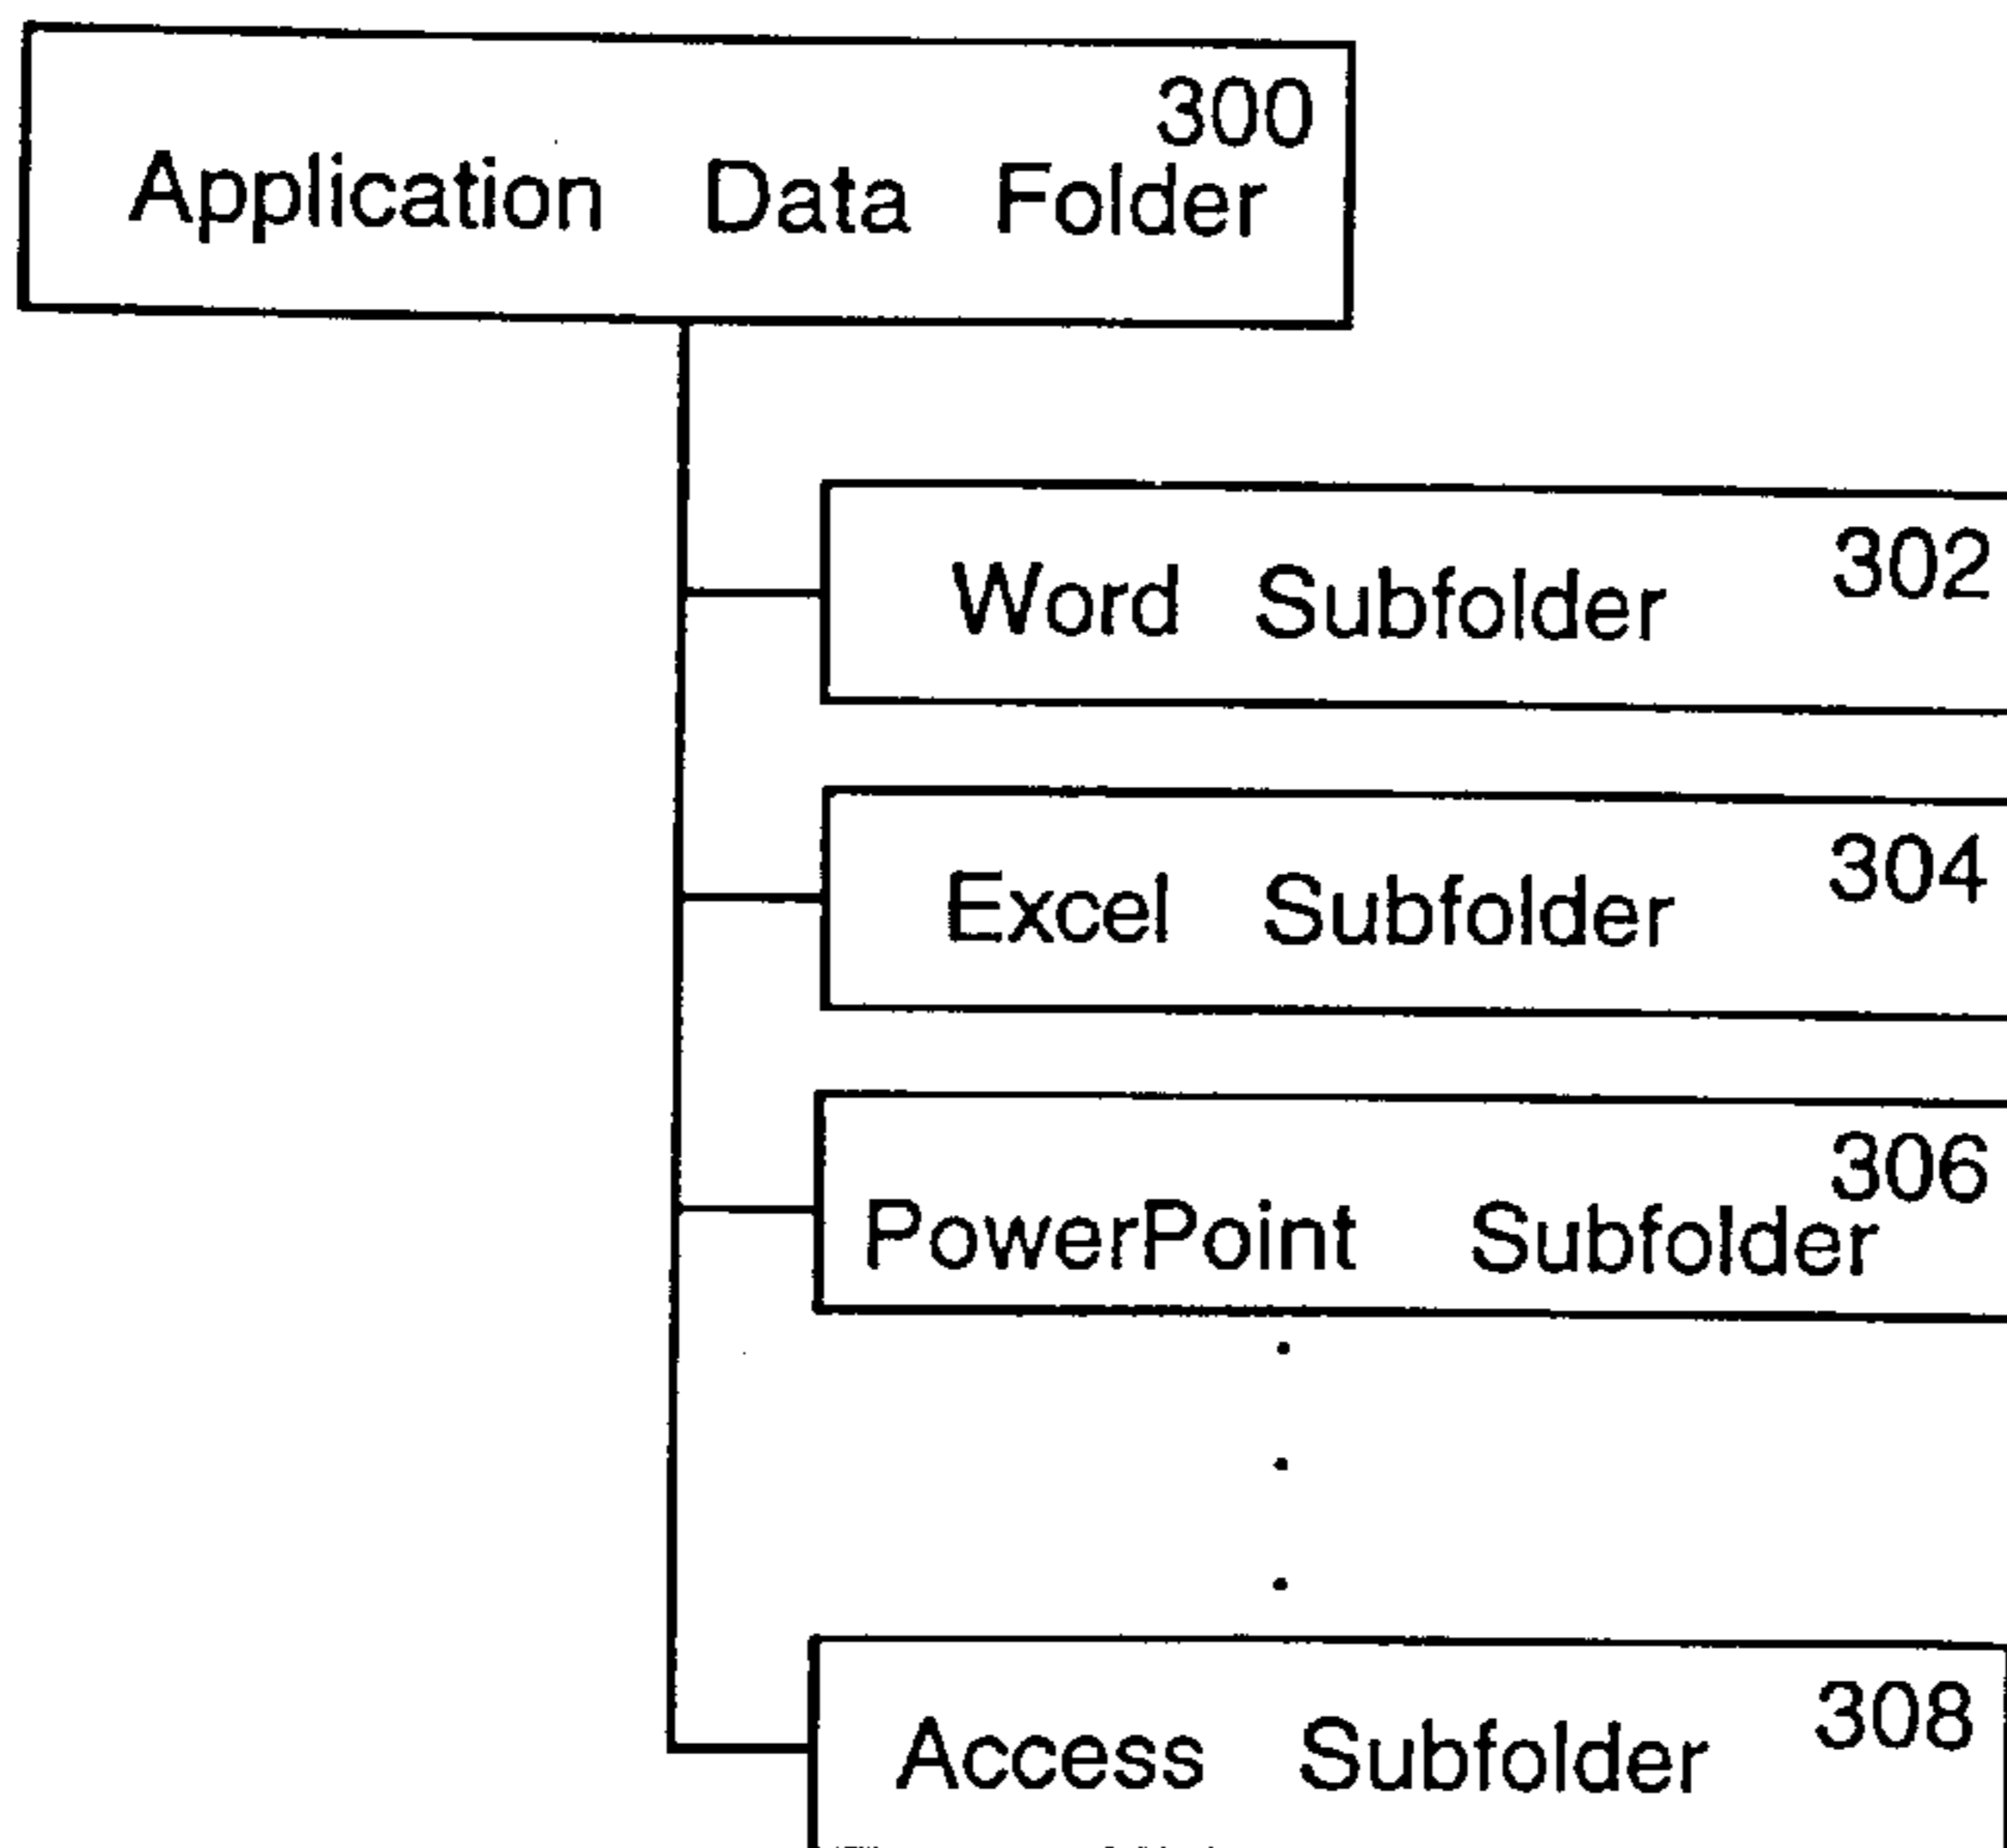 300
Application Data Folder
302
Word Subfolder
304
Excel Subfolder
306
PowerPoint Subfolder
308
Access Subfolder